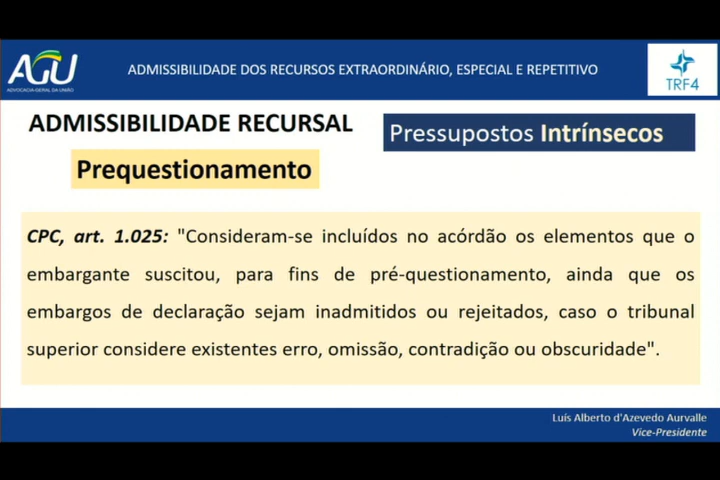 AGU
ADVOCACIA-GERAL DA UNIÃO
ADMISSIBILIDADE DOS RECURSOS EXTRAORDINÁRIO, ESPECIAL E REPETITIVO
TRF4
ADMISSIBILIDADE RECURSAL
Pressupostos Intrínsecos
Prequestionamento
CPC, art. 1.025: "Consideram-se incluídos no acórdão os elementos que o
embargante suscitou, para fins de pré-questionamento, ainda que os
embargos de declaração sejam inadmitidos ou rejeitados, caso o tribunal
superior considere existentes erro, omissão, contradição ou obscuridade".
Luís Alberto d'Azevedo Aurvalle
Vice-Presidente